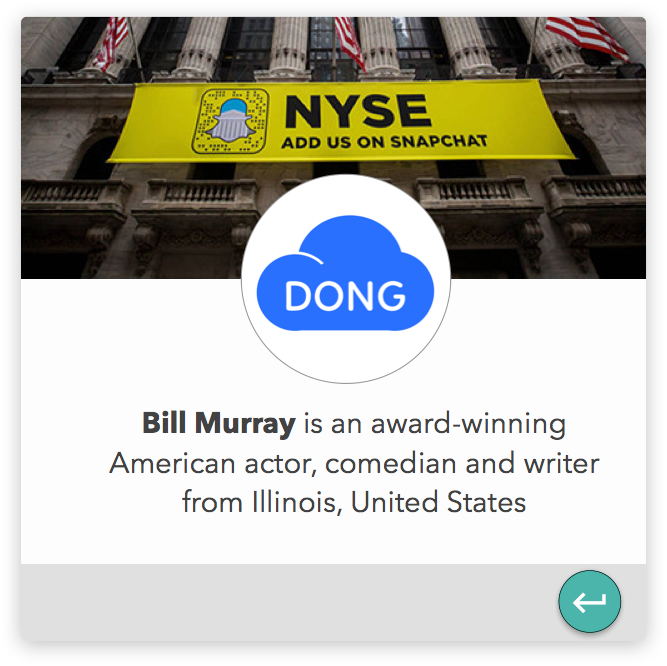 NYSE
ADD US ON SNAPCHAT
DONG
Bill Murray is an award-winning
American actor, comedian and writer
from Illinois, United States